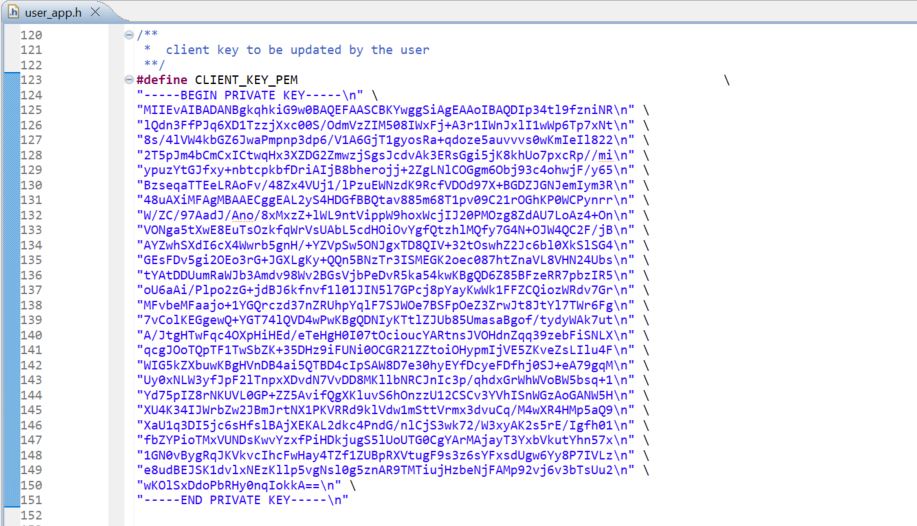 user_app.h
120 /**
121 * client key to be updated by the user
122 **/
123 #define CLIENT_KEY_PEM \
124 "-----BEGIN PRIVATE KEY-----\n" \
125 "MIIEvAIBADANBgkqhkiG9w0BAQEFAASCBKYwggSiAgEAAoIBAQDIp34tl9fzniNR\n" \
126 "lQdn3FfPJq6XD1TzzjXxc00S/OdmVzZIM508IWxFj+A3r1IWnJxlI1wWp6Tp7xNt\n" \
127 "8s/4lVW4kbGZ6JwaPmpnp3dp6/V1A6GjT1gyosRa+qdoze5auvvvs0wKmIeIl822\n" \
128 "2T5pJm4bCmCxICtwqHx3XZDG2ZmwzjSgsJcdvAk3ERsGgi5jK8khUo7pxcRp//mi\n" \
129 "ypuzYtGJfxy+nbtcpkbfDriAIjB8bherojj+2ZgLNlCOGgm6Obj93c4ohwjF/y65\n" \
130 "BzseqaTTEeLRAoFv/48Zx4VUj1/lPzuEWNzdK9RcfVDOd97X+BGDZJGNJemIym3R\n" \
131 "48uAXiMFAgMBAAECggEAL2yS4HDGfBBQtav885m68T1pv09C21rOGhKP0WCPynrr\n" \
132 "W/ZC/97AadJ/Ano/8xMxzZ+lWL9ntVippW9hoxWcjIJ20PMOzg8ZdAU7LoAz4+On\n" \
133 "VONga5tXwE8EuTsOzkfqWrVsUAbL5cdHOiOvYgfQtzhlMQfy7G4N+OJW4QC2F/jB\n" \
134 "AYZwhSXdI6cX4Wwrb5gnH/+YZVpSw5ONJgxTD8QIV+32tOswhZ2Jc6bl0XkSlSG4\n" \
135 "GEsFDv5gi2OEo3rG+JGXLgKy+QQn5BNzTr3ISMEGK2oec087htZnaVL8VHN24Ubs\n" \
136 "tYAtDDUumRaWJb3Amdv98Wv2BGsVjbPeDvR5ka54kwKBgQD6Z85BFzeRR7pbzIR5\n" \
137 "oU6aAi/Plpo2zG+jdBJ6kfnvf1l01JIN5l7GPcj8pYayKwWk1FFZCQiozWRdv7Gr\n" \
138 "MFvbeMFaajo+1YGQrczd37nZRUhpYqlF7SJWOe7BSFpOeZ3ZrwJt8JtYl7TWr6Fg\n" \
139 "7vColKEGgewQ+YGT74lQVD4wPwKBgQDNIyKTtlZJUb85UmasaBgof/tydyWAk7ut\n" \
140 "A/JtgHTwFqc4OXpHiHEd/eTeHgH0I07tOcioucYARtnsJVOHdnZqq39zebFiSNLX\n" \
141 "qcgJOoTQpTF1TwSbZK+35DHz9iFUNi0OCGR21ZZtoiOHypmIjVE5ZKveZsLIlu4F\n" \
142 "WIG5kZXbuwKBgHVnDB4ai5QTBD4cIpSAW8D7e30hyEYfDcyeFDfhj0SJ+eA79gqM\n" \
143 "Uy0xNLW3yfJpF2lTnpxXDvdN7VvDD8MKllbNRCJnIc3p/qhdxGrWhWVoBW5bsq+1\n" \
144 "Yd75pIZ8rNKUVL0GP+ZZ5AvifQgXKluvS6hOnzzU12CSCv3YVhISnWGzAoGANW5H\n" \
145 "XU4K34IJWrbZw2JBmJrtNX1PKVRRd9klVdw1mSttVrmx3dvuCq/M4wXR4HMp5aQ9\n" \
146 "XaU1q3DI5jc6sHfslBAjXEKAL2dkc4PndG/nlCjS3wk72/W3xyAK2s5rE/Igfh01\n" \
147 "fbZYPioTMxVUNDsKwvYzxfPiHDkjugS5lUoUTG0CgYArMAjayT3YxbVkutYhn57x\n" \
148 "1GN0vBygRqJKVkvcIhcFwHay4TZf1ZUBpRXVtugF9s3z6sYFxsdUgw6Yy8P7IVLz\n" \
149 "e8udBEJSK1dvlxNEzKllp5vgNsl0g5znAR9TMTiujHzbeNjFAMp92vj6v3bTsUu2\n" \
150 "wKOlSxDdoPbRHy0nqIokkA==\n" \
151 "-----END PRIVATE KEY-----\n"
152